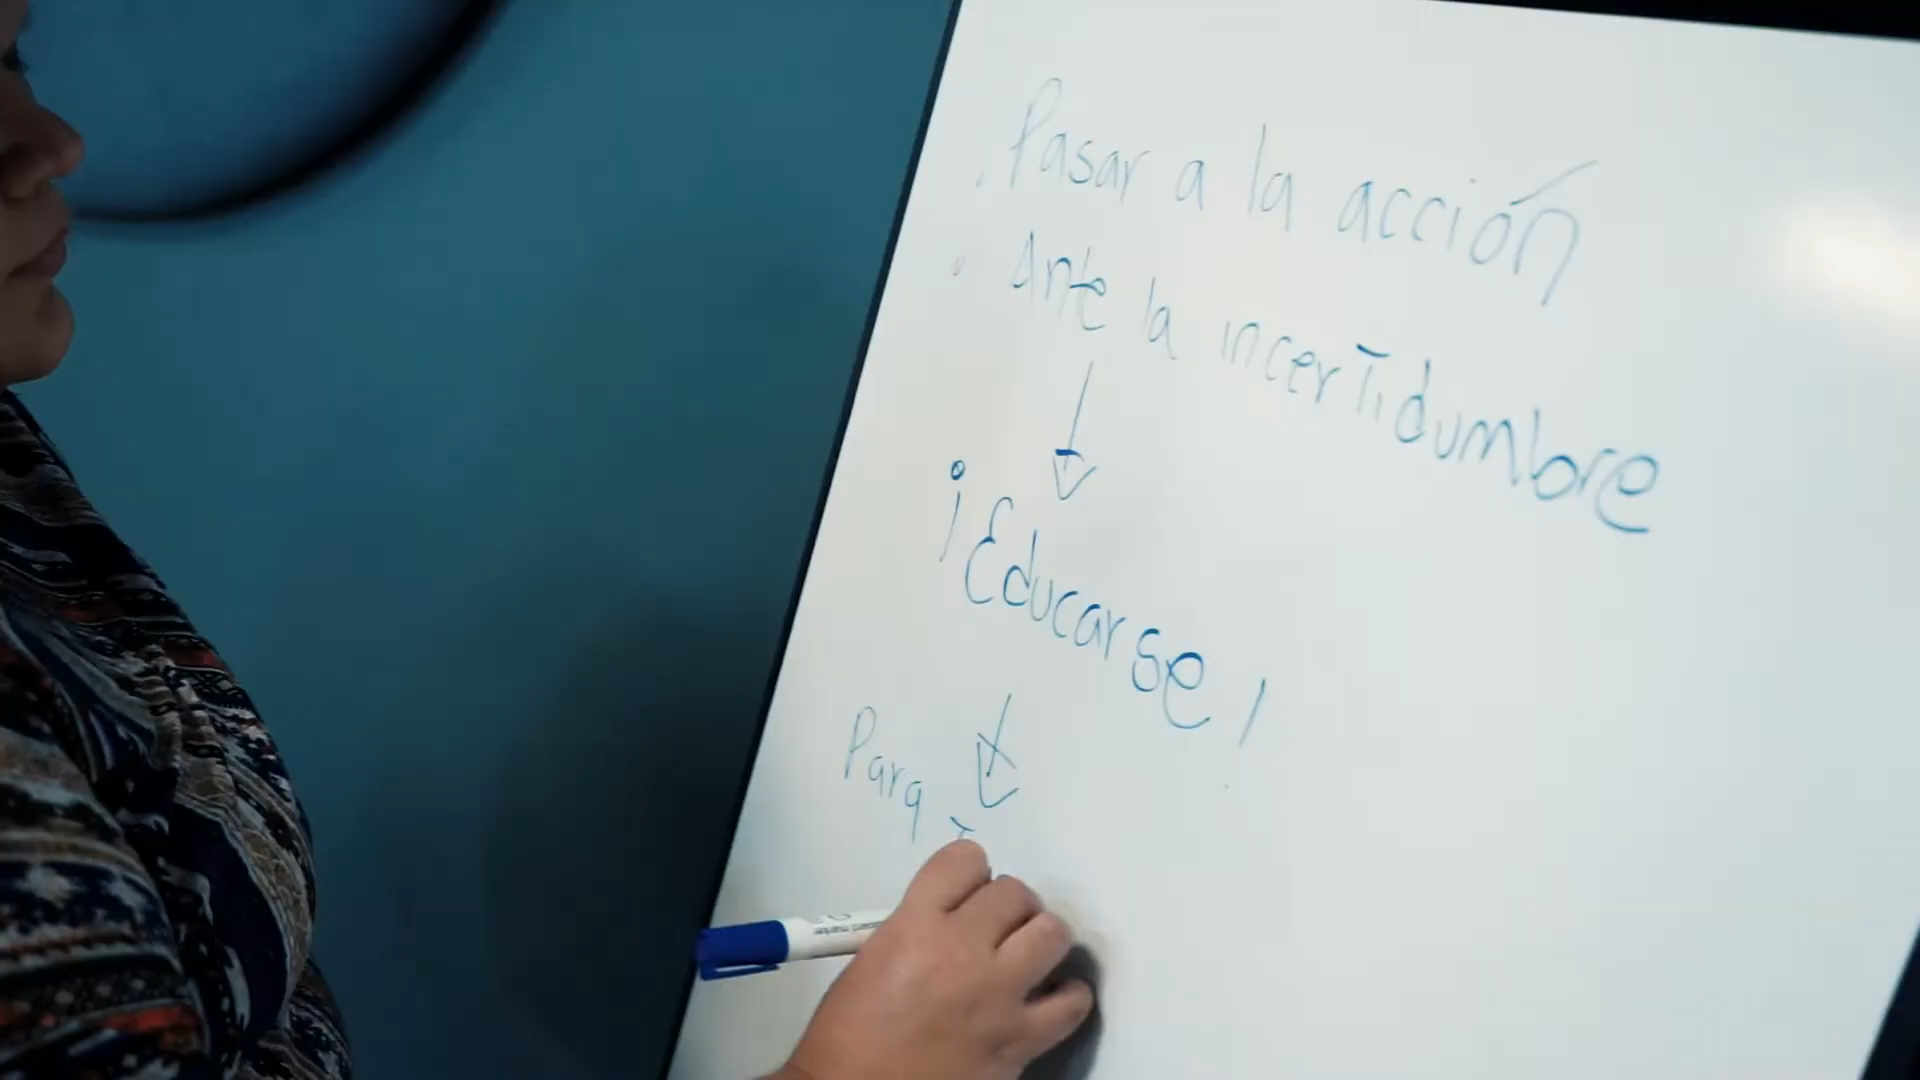 . Pasar a la acción
. Ante la incertidumbre
¡Educarse!
Para